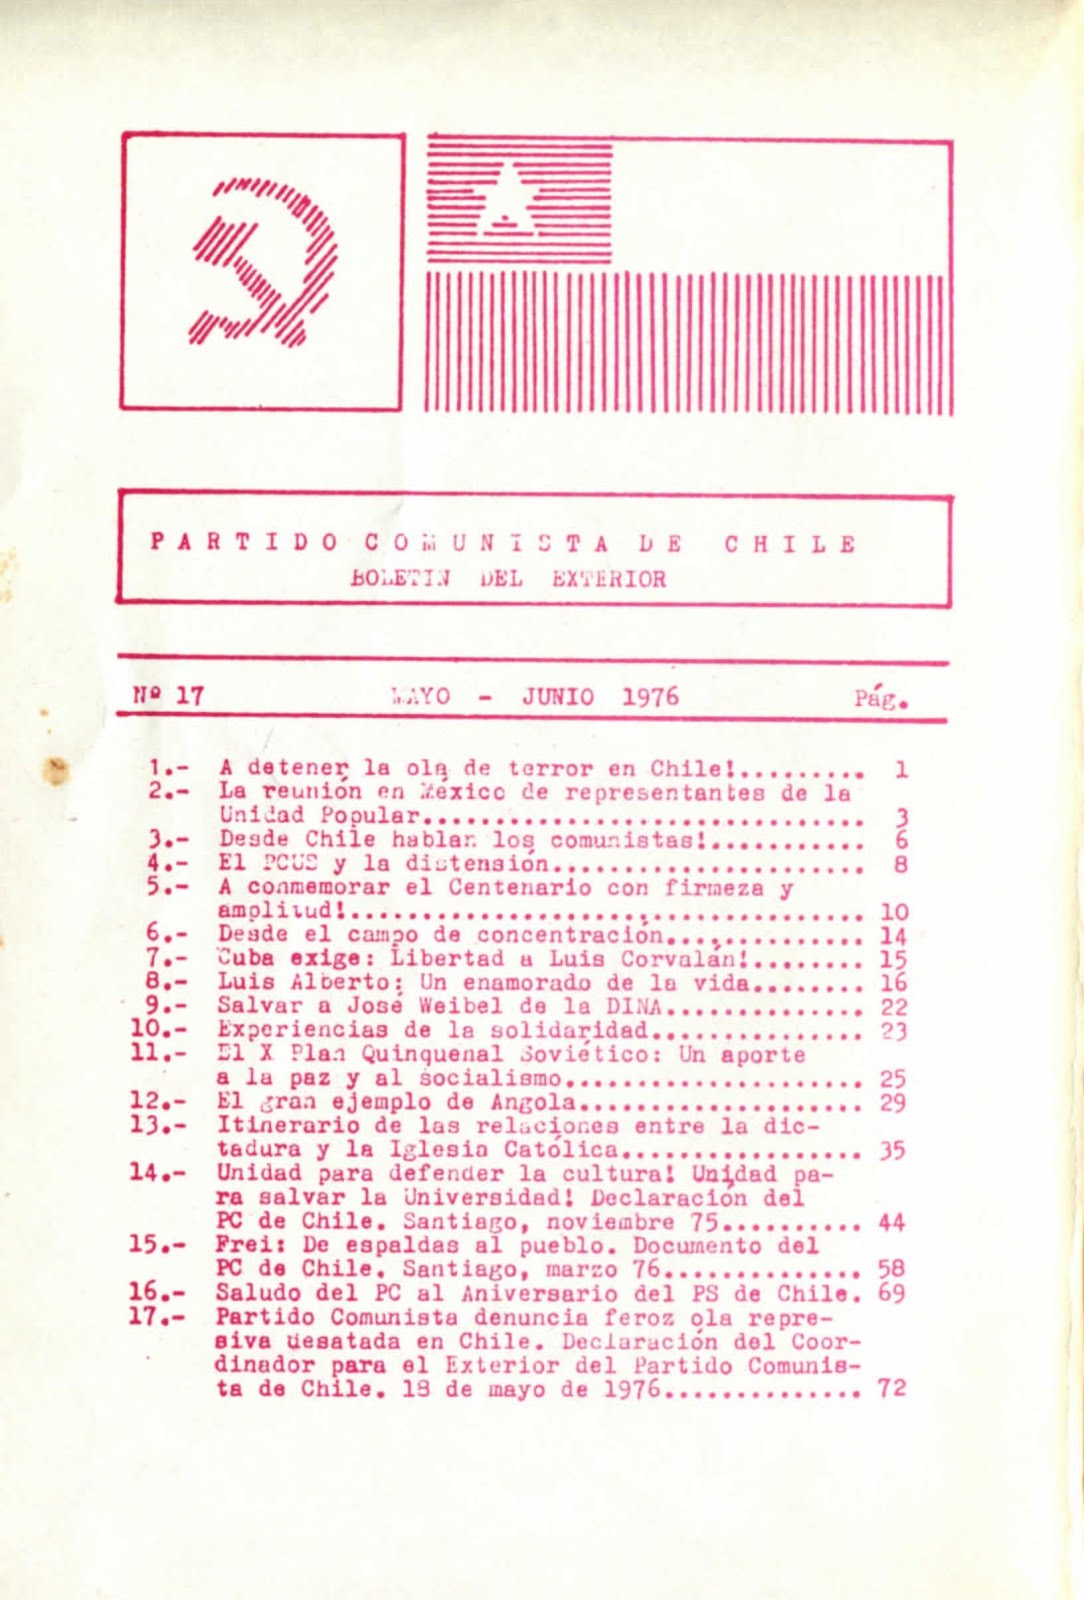 PARTIDO COMUNISTA DE CHILE
BOLETIN DEL EXTERIOR
Nº 17 MAYO - JUNIO 1976 Pág.
1.- A detener la ola de terror en Chile!.......... 1
2.- La reunión en México de representantes de la
Unidad Popular............................... 3
3.- Desde Chile hablan los comunistas!........... 6
4.- El PCUS y la distensión...................... 8
5.- A conmemorar el Centenario con firmeza y
amplitud!.................................... 10
6.- Desde el campo de concentración.............. 14
7.- Cuba exige: Libertad a Luis Corvalán!........ 15
8.- Luis Alberto: Un enamorado de la vida........ 16
9.- Salvar a José Weibel de la DINA.............. 22
10.- Experiencias de la solidaridad............... 23
11.- El X Plan Quinquenal Soviético: Un aporte
a la paz y al socialismo..................... 25
12.- El gran ejemplo de Angola.................... 29
13.- Itinerario de las relaciones entre la dic-
tadura y la Iglesia Católica................. 35
14.- Unidad para defender la cultura! Unidad pa-
ra salvar la Universidad! Declaración del
PC de Chile. Santiago, noviembre 75.......... 44
15.- Frei: De espaldas al pueblo. Documento del
PC de Chile. Santiago, marzo 76.............. 58
16.- Saludo del PC al Aniversario del PS de Chile. 69
17.- Partido Comunista denuncia feroz ola repre-
siva desatada en Chile. Declaración del Coor-
dinador para el Exterior del Partido Comunis-
ta de Chile. 18 de mayo de 1976.............. 72